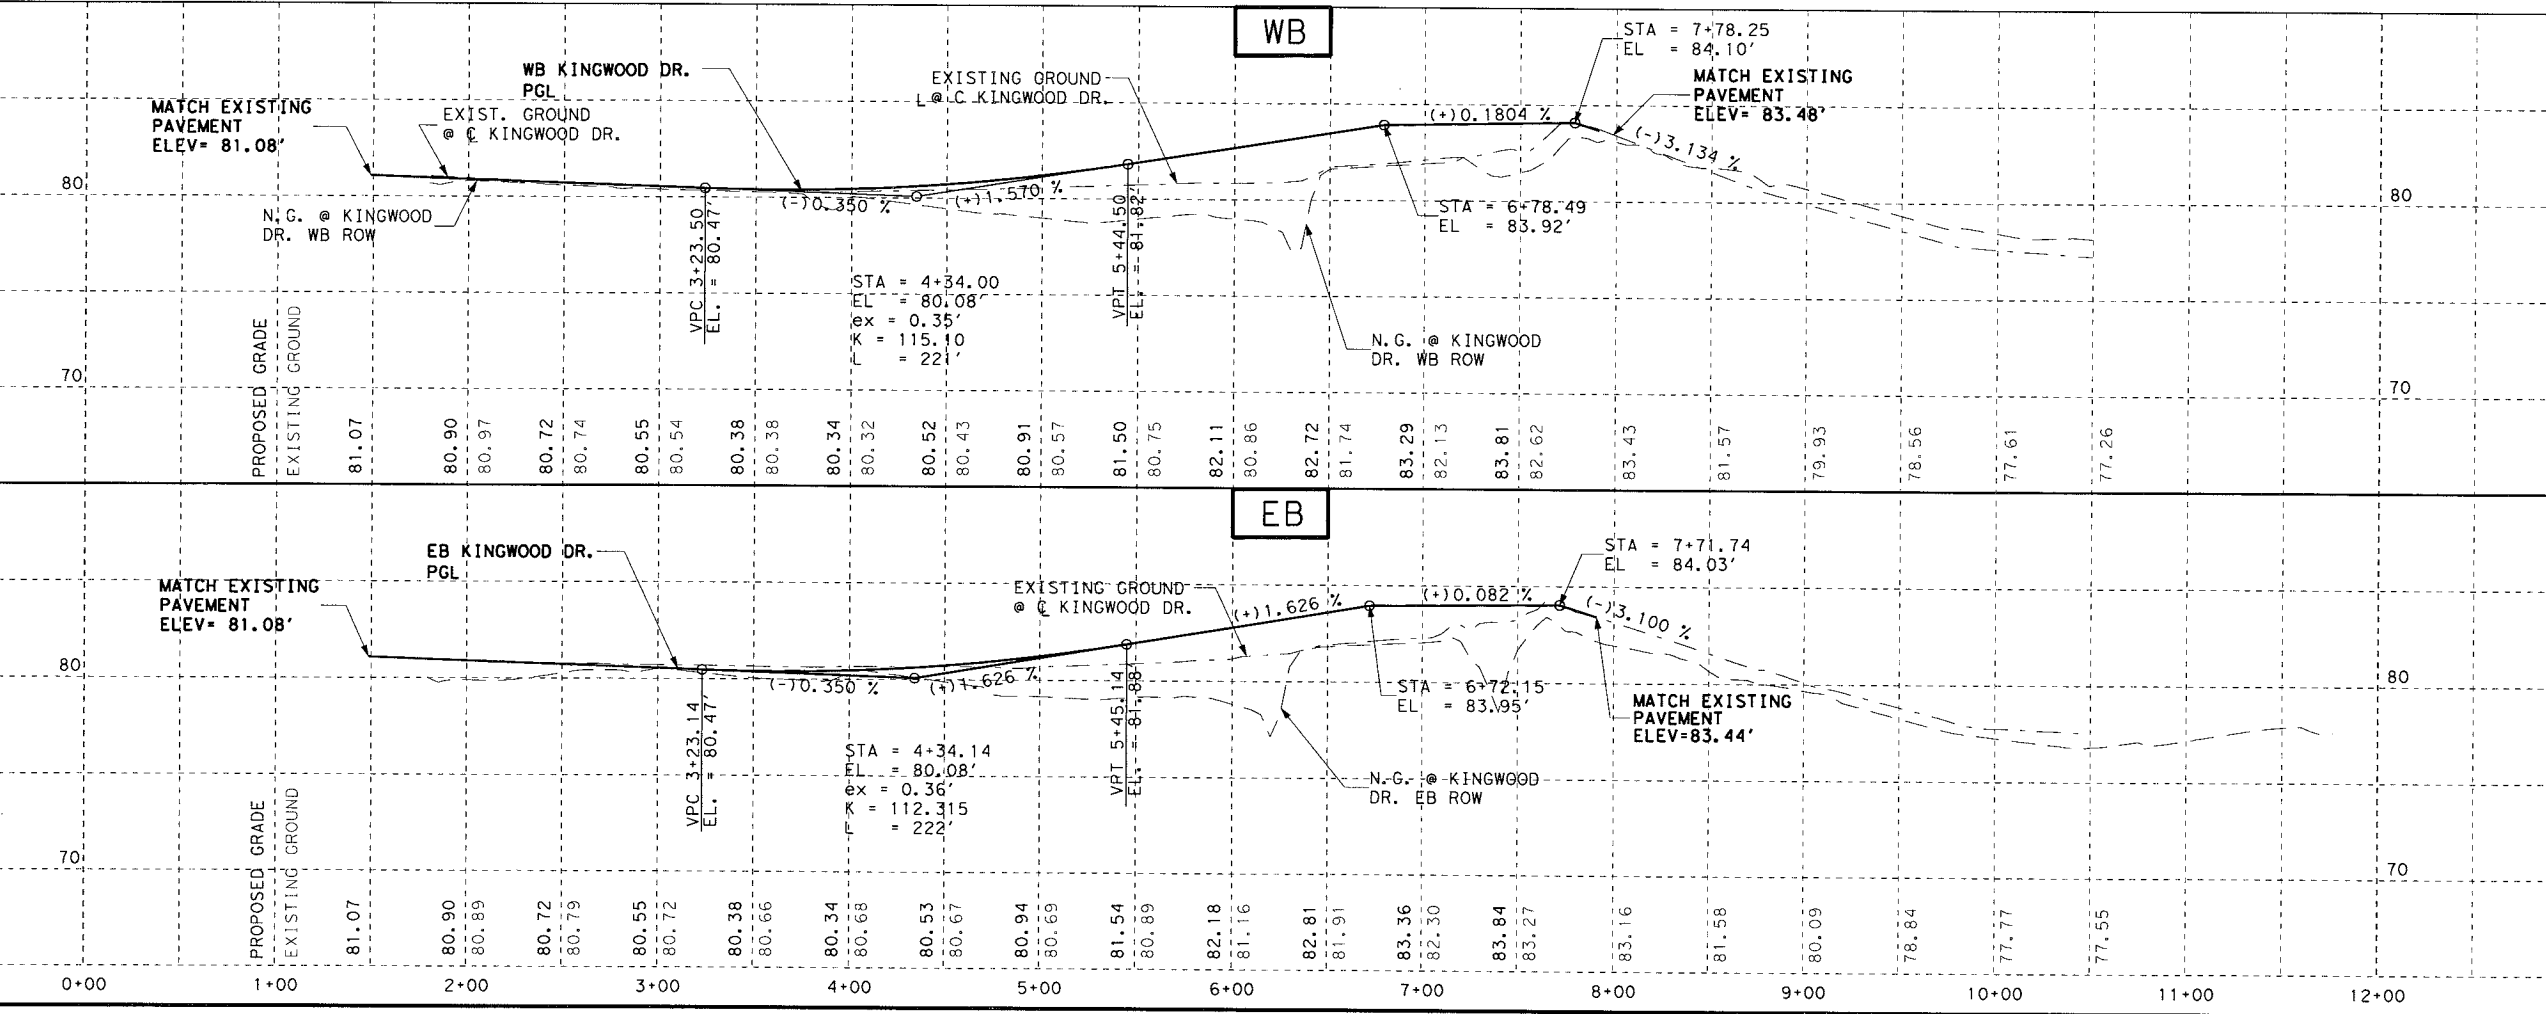 WB
STA = 7+78.25
EL = 84.10'
WB KINGWOOD DR.
PGL
EXISTING GROUND
@ C KINGWOOD DR.
L
MATCH EXISTING
PAVEMENT
ELEV= 83.48'
MATCH EXISTING
PAVEMENT
ELEV= 81.08'
EXIST. GROUND
@ ℄ KINGWOOD DR.
(+)0.1804 %
(-)3.134 %
80
80
N.G. @ KINGWOOD
DR. WB ROW
(-)0.350 %
(+)1.570 %
STA = 6+78.49
EL = 83.92'
VPC 3+23.50
EL. = 80.47'
VPT 5+44.50
EL. = 81.82'
STA = 4+34.00
EL = 80.08'
ex = 0.35'
K = 115.10
L = 221'
N.G. @ KINGWOOD
DR. WB ROW
70
70
PROPOSED GRADE
EXISTING GROUND
81.07
80.90
80.97
80.72
80.74
80.55
80.54
80.38
80.38
80.34
80.32
80.52
80.43
80.91
80.57
81.50
80.75
82.11
80.86
82.72
81.74
83.29
82.13
83.81
82.62
83.43
81.57
79.93
78.56
77.61
77.26
EB
STA = 7+71.74
EL = 84.03'
EB KINGWOOD DR.
PGL
MATCH EXISTING
PAVEMENT
ELEV= 81.08'
EXISTING GROUND
@ ℄ KINGWOOD DR.
(+)1.626 %
(+)0.082 %
(-)3.100 %
80
80
(-)0.350 %
(+)1.626 %
STA = 6+72.15
EL = 83.95'
MATCH EXISTING
PAVEMENT
ELEV=83.44'
VPC 3+23.14
EL. = 80.47'
VPT 5+45.14
EL. = 81.88'
STA = 4+34.14
EL = 80.08'
ex = 0.36'
K = 112.315
L = 222'
N.G. @ KINGWOOD
DR. EB ROW
70
70
PROPOSED GRADE
EXISTING GROUND
81.07
80.90
80.89
80.72
80.79
80.55
80.72
80.38
80.66
80.34
80.68
80.53
80.67
80.94
80.69
81.54
80.89
82.18
81.16
82.81
81.91
83.36
82.30
83.84
83.27
83.16
81.58
80.09
78.84
77.77
77.55
0+00
1+00
2+00
3+00
4+00
5+00
6+00
7+00
8+00
9+00
10+00
11+00
12+00